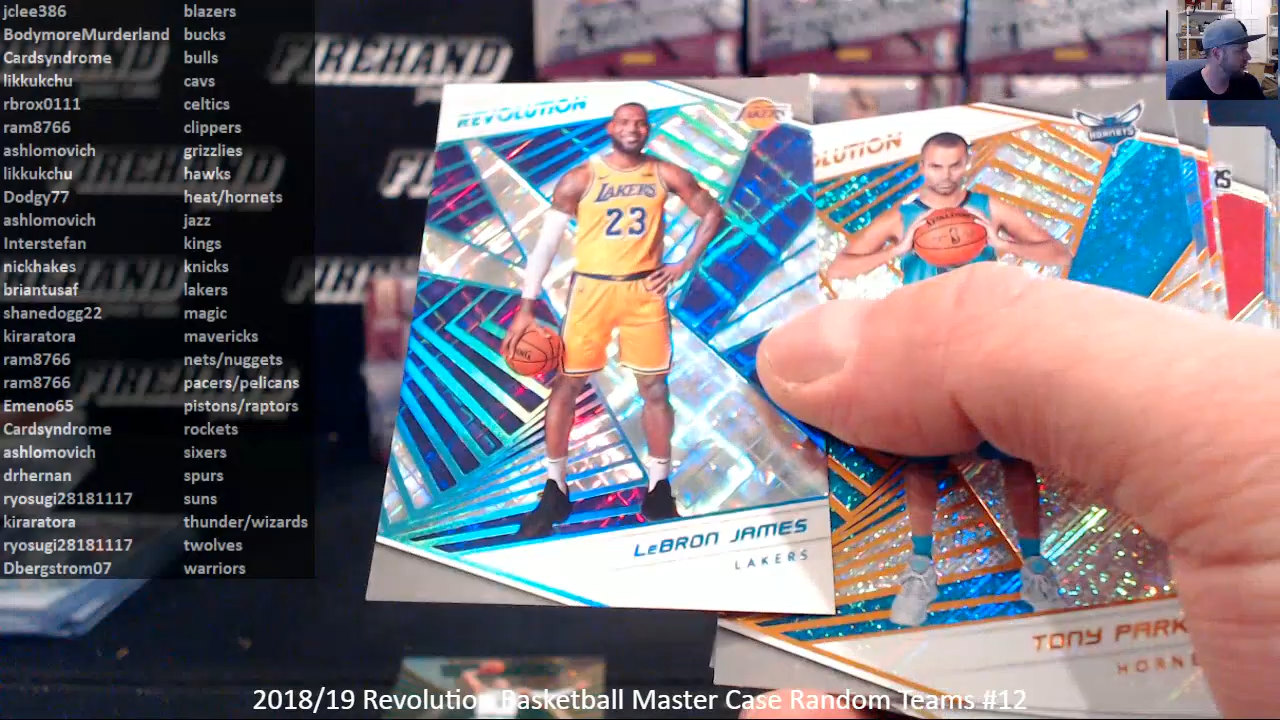 jclee386 blazers
BodymoreMurderland bucks
Cardsyndrome bulls
likkukchu cavs
rbrox0111 celtics
ram8766 clippers
ashlomovich grizzlies
likkukchu hawks
Dodgy77 heat/hornets
ashlomovich jazz
Interstefan kings
nickhakes knicks
briantusaf lakers
shanedogg22 magic
kiraratora mavericks
ram8766 nets/nuggets
ram8766 pacers/pelicans
Emeno65 pistons/raptors
Cardsyndrome rockets
ashlomovich sixers
drhernan spurs
ryosugi28181117 suns
kiraratora thunder/wizards
ryosugi28181117 twolves
Dbergstrom07 warriors
FIREHAND
REVOLUTION
LAKERS
LAKERS
23
LeBRON JAMES
LAKERS
HORNETS
TONY
2018/19 Revolution Basketball Master Case Random Teams #12